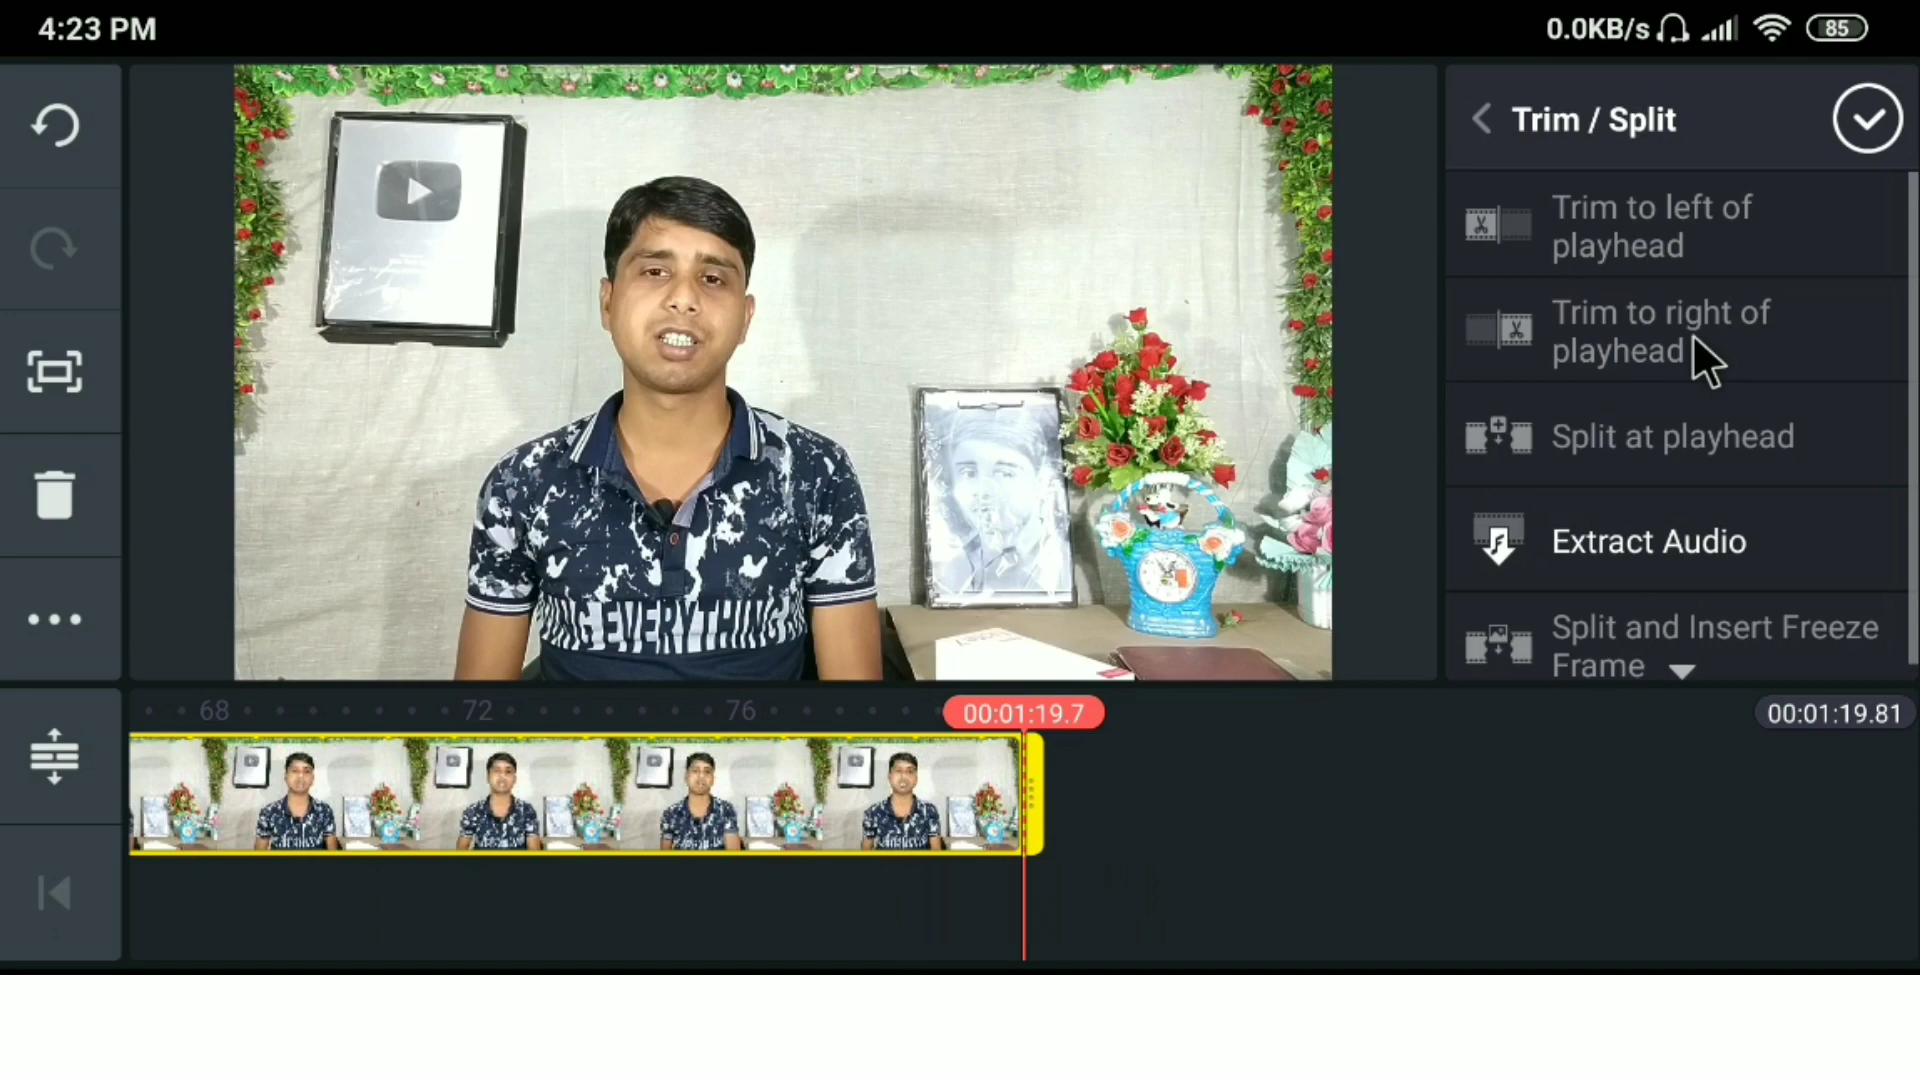 4:23 PM
0.0KB/s
85
Trim / Split
Trim to left of
playhead
Trim to right of
playhead
Split at playhead
Extract Audio
Split and Insert Freeze
Frame
NG EVERYTHING
68
72
76
00:01:19.7
00:01:19.81